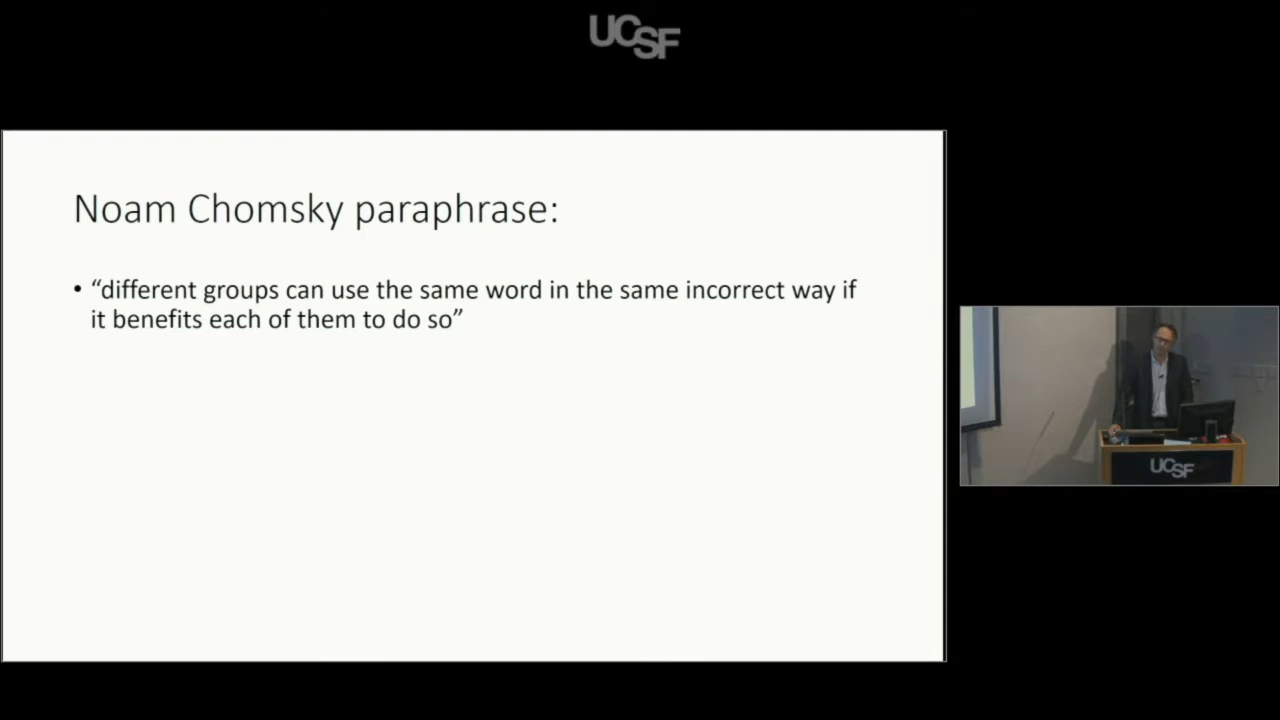 UCSF
Noam Chomsky paraphrase:
• “different groups can use the same word in the same incorrect way if
it benefits each of them to do so”
UCSF